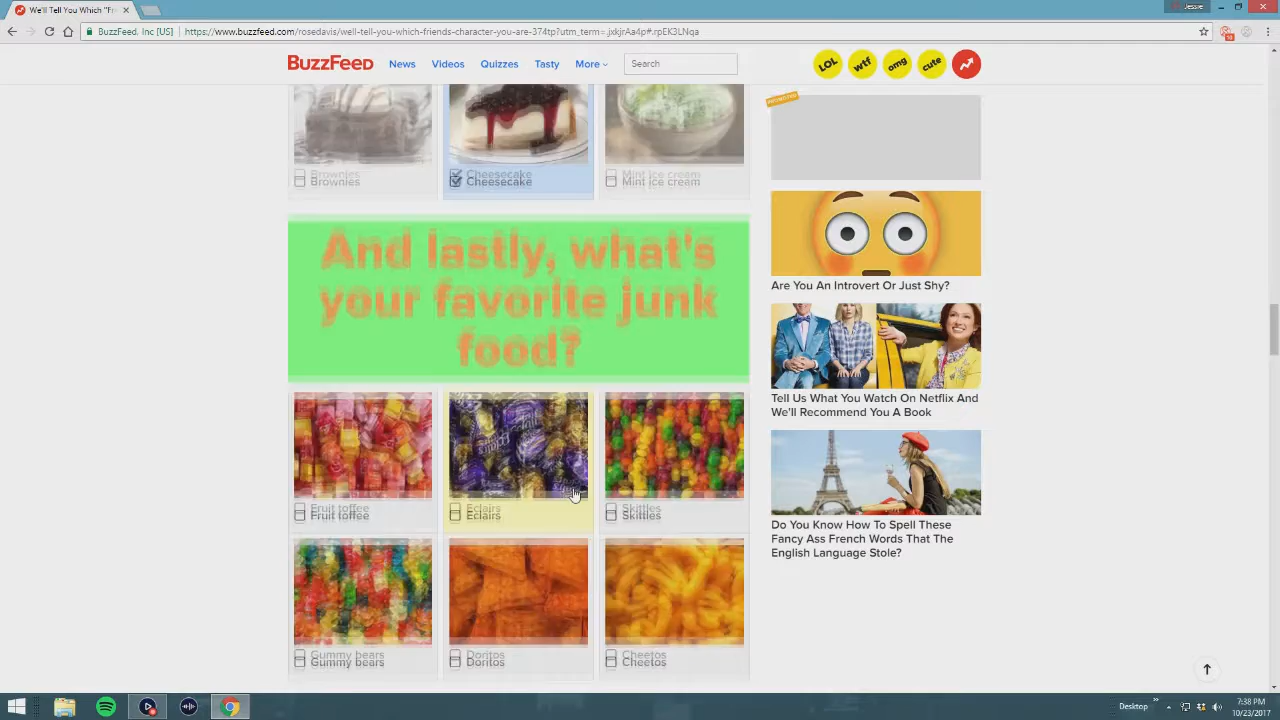 We'll Tell You Which "Fr
Jesse
BuzzFeed, Inc [US]
https://www.buzzfeed.com/rosedavis/well-tell-you-which-friends-character-you-are-374tp?utm_term=.jxkjrAa4p#.rpEK3LNqa
BuzzFeed
News
Videos
Quizzes
Tasty
More
Search
LOL
wtf
omg
cute
PROMOTED
Brownies
Cheesecake
Mint ice cream
And lastly, what's
your favorite junk
food?
Fruit toffee
Eclairs
Skittles
Gummy bears
Doritos
Cheetos
Are You An Introvert Or Just Shy?
Tell Us What You Watch On Netflix And
We'll Recommend You A Book
Do You Know How To Spell These
Fancy Ass French Words That The
English Language Stole?
Desktop
7:38 PM
10/23/2017